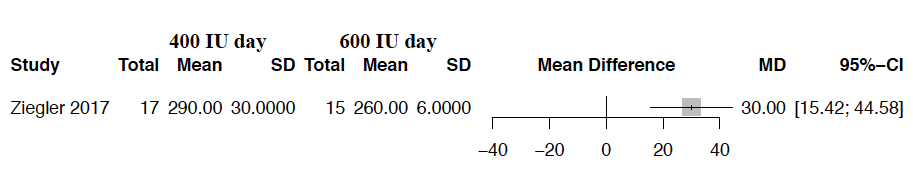 400 IU day 600 IU day
Study Total Mean SD Total Mean SD Mean Difference MD 95%−CI
Ziegler 2017 17 290.00 30.0000 15 260.00 6.0000 30.00 [15.42; 44.58]
−40 −20 0 20 40